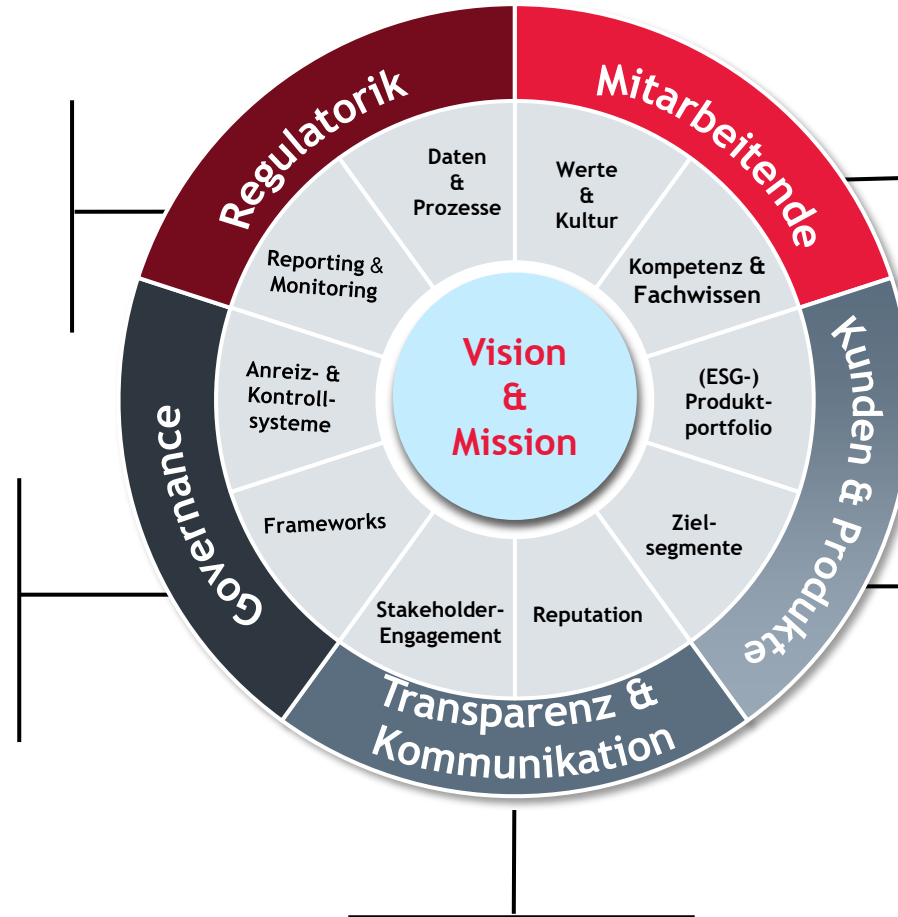 Regulatorik
Mitarbeitende
Daten
&
Prozesse
Werte
&
Kultur
Reporting &
Monitoring
Kompetenz &
Fachwissen
Vision
&
Mission
Anreiz- &
Kontroll-
systeme
(ESG-)
Produkt-
portfolio
Kunden & Produkte
Governance
Frameworks
Ziel-
segmente
Stakeholder-
Engagement
Reputation
Transparenz &
Kommunikation